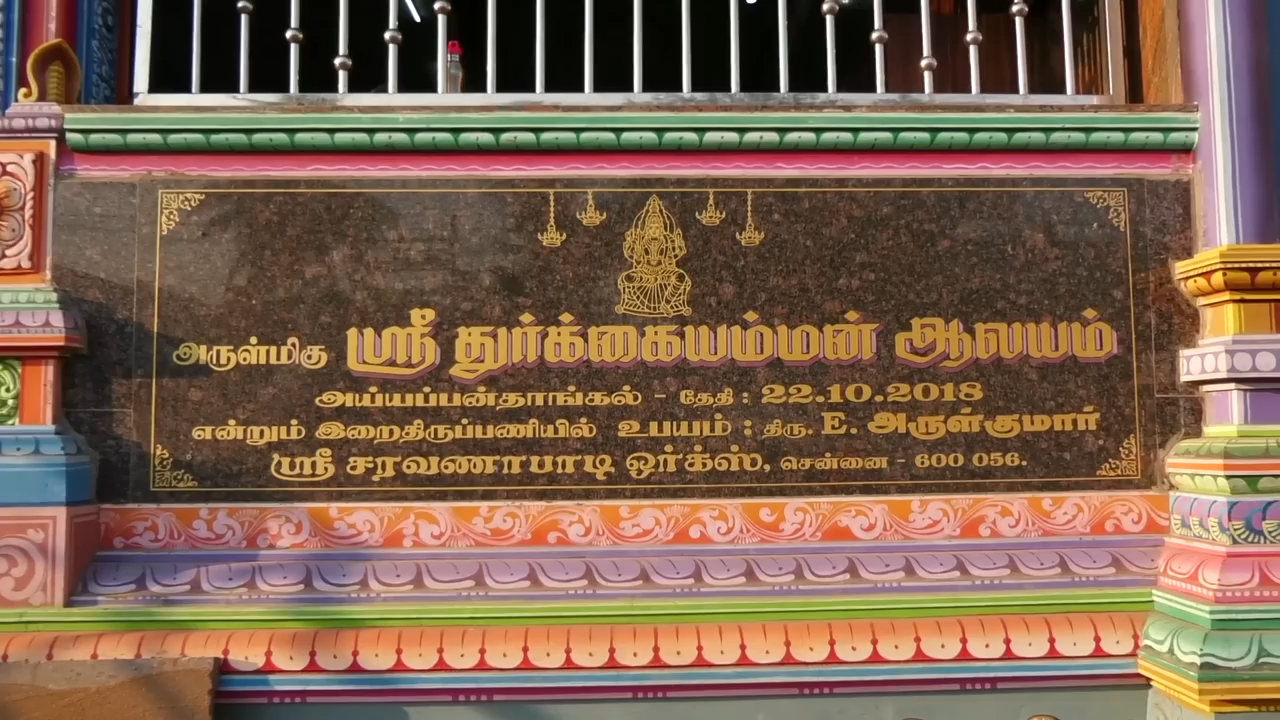 அருள்மிகு ஸ்ரீ துர்க்கையம்மன் ஆலயம்
அய்யப்பன்தாங்கல் - தேதி : 22.10.2018
என்றும் இறைதிருப்பணியில் உபயம் : திரு. E. அருள்குமார்
ஸ்ரீ சரவணாபாடி ஒர்க்ஸ், சென்னை - 600 056.